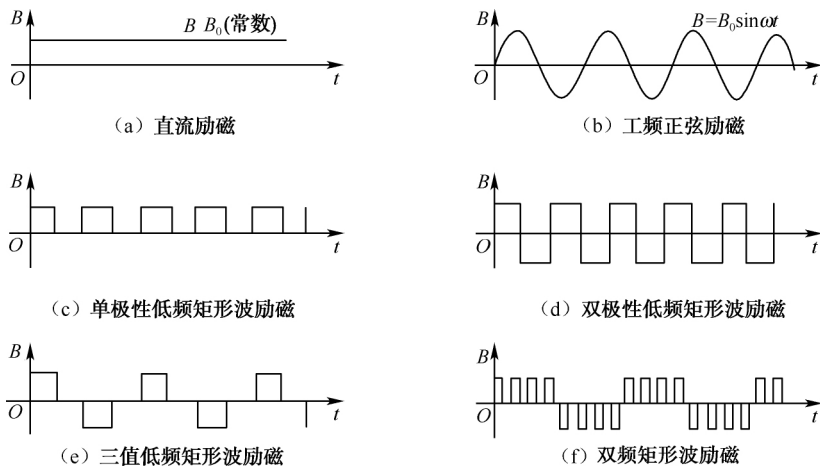 B
B B₀(常数)
O
t
(a) 直流励磁
B
B=B₀sinωt
O
t
(b) 工频正弦励磁
B
O
t
(c) 单极性低频矩形波励磁
B
O
t
(d) 双极性低频矩形波励磁
B
O
t
(e) 三值低频矩形波励磁
B
O
t
(f) 双频矩形波励磁